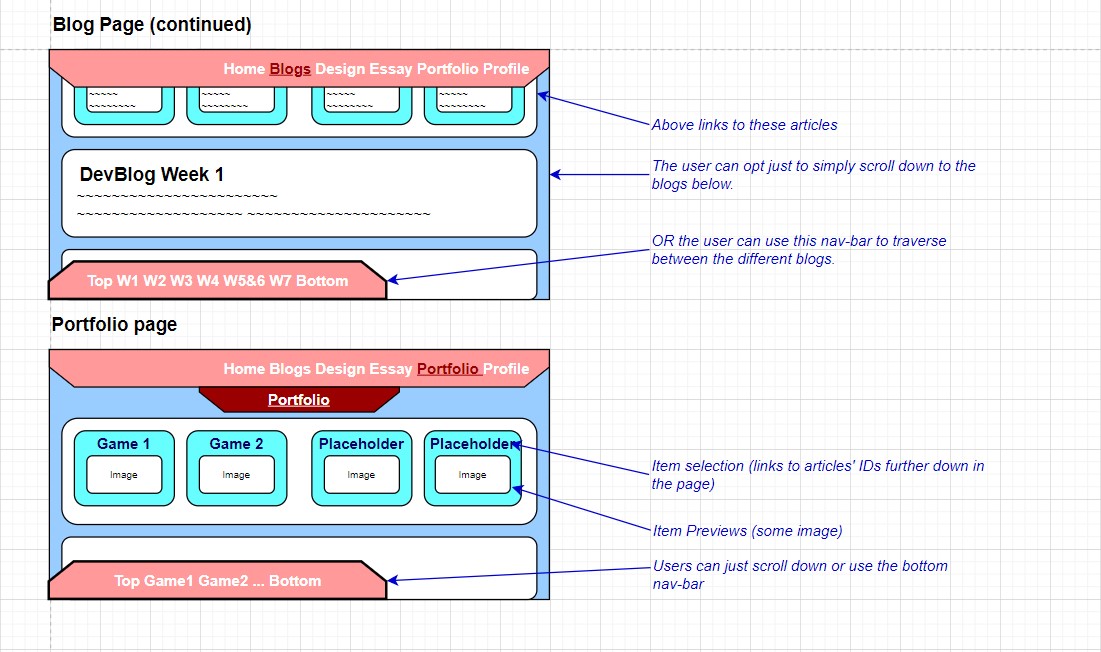 Blog Page (continued)
Home Blogs Design Essay Portfolio Profile
~~~~~ ~~~~~ ~~~~~ ~~~~~
~~~~~~~~ ~~~~~~~~ ~~~~~~~~ ~~~~~~~~
Above links to these articles
DevBlog Week 1
~~~~~~~~~~~~~~~~~~~~~~~
~~~~~~~~~~~~~~~~~~~ ~~~~~~~~~~~~~~~~~~~~~
The user can opt just to simply scroll down to the
blogs below.
OR the user can use this nav-bar to traverse
between the different blogs.
Top W1 W2 W3 W4 W5&6 W7 Bottom
Portfolio page
Home Blogs Design Essay Portfolio Profile
Portfolio
Game 1 Game 2 Placeholder Placeholder
Image Image Image Image
Item selection (links to articles' IDs further down in
the page)
Item Previews (some image)
Users can just scroll down or use the bottom
nav-bar
Top Game1 Game2 ... Bottom